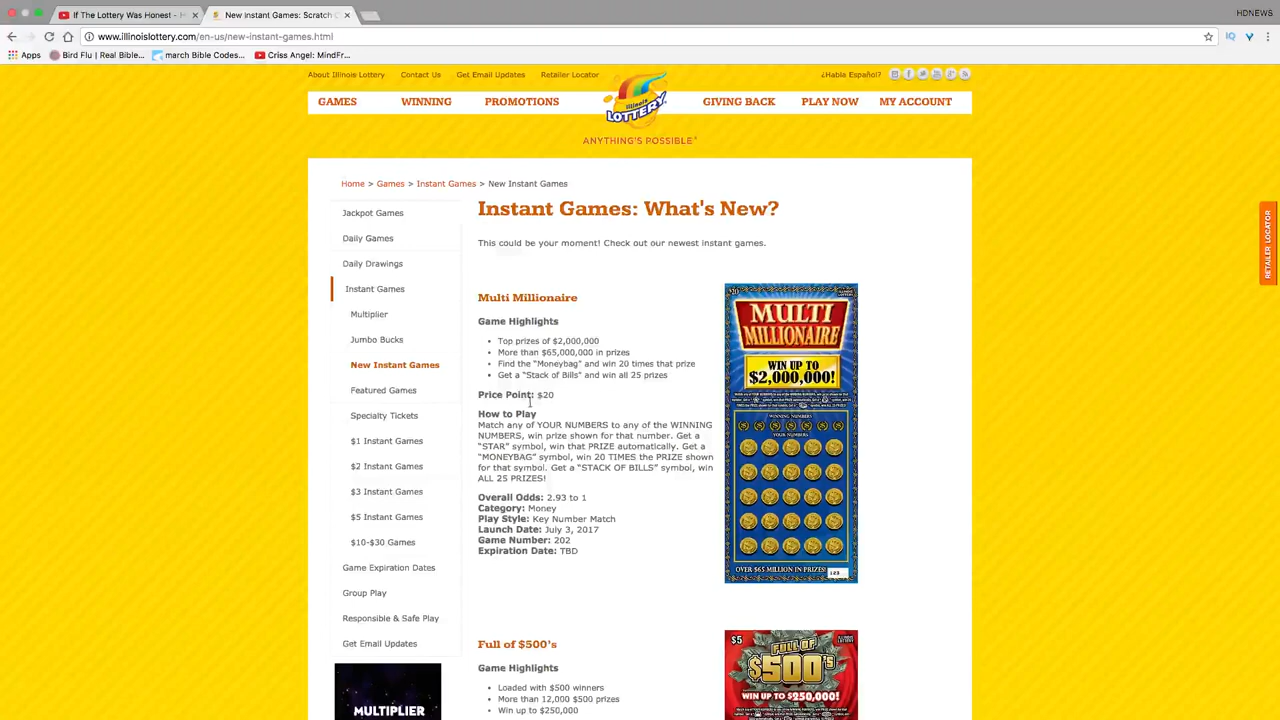 If The Lottery Was Honest - H
New Instant Games: Scratch O
HDNEWS
www.illinoislottery.com/en-us/new-instant-games.html
Apps
Bird Flu | Real Bible...
march Bible Codes...
Criss Angel: MindFr...
About Illinois Lottery
Contact Us
Get Email Updates
Retailer Locator
¿Habla Español?
GAMES
WINNING
PROMOTIONS
Illinois
LOTTERY
GIVING BACK
PLAY NOW
MY ACCOUNT
ANYTHING'S POSSIBLE
RETAILER LOCATOR
Home > Games > Instant Games > New Instant Games
Jackpot Games
Daily Games
Daily Drawings
Instant Games
Multiplier
Jumbo Bucks
New Instant Games
Featured Games
Specialty Tickets
$1 Instant Games
$2 Instant Games
$3 Instant Games
$5 Instant Games
$10-$30 Games
Game Expiration Dates
Group Play
Responsible & Safe Play
Get Email Updates
MULTIPLIER
Instant Games: What's New?
This could be your moment! Check out our newest instant games.
Multi Millionaire
Game Highlights
• Top prizes of $2,000,000
• More than $65,000,000 in prizes
• Find the “Moneybag” and win 20 times that prize
• Get a “Stack of Bills” and win all 25 prizes
Price Point: $20
How to Play
Match any of YOUR NUMBERS to any of the WINNING
NUMBERS, win prize shown for that number. Get a
“STAR” symbol, win that PRIZE automatically. Get a
“MONEYBAG” symbol, win 20 TIMES the PRIZE shown
for that symbol. Get a “STACK OF BILLS” symbol, win
ALL 25 PRIZES!
Overall Odds: 2.93 to 1
Category: Money
Play Style: Key Number Match
Launch Date: July 3, 2017
Game Number: 202
Expiration Date: TBD
$20
MULTI
MILLIONAIRE
WIN UP TO
$2,000,000!
WINNING NUMBERS
YOUR NUMBERS
OVER $65 MILLION IN PRIZES!
Full of $500's
Game Highlights
• Loaded with $500 winners
• More than 12,000 $500 prizes
• Win up to $250,000
$5
FULL OF
$500'S
WIN UP TO $250,000!